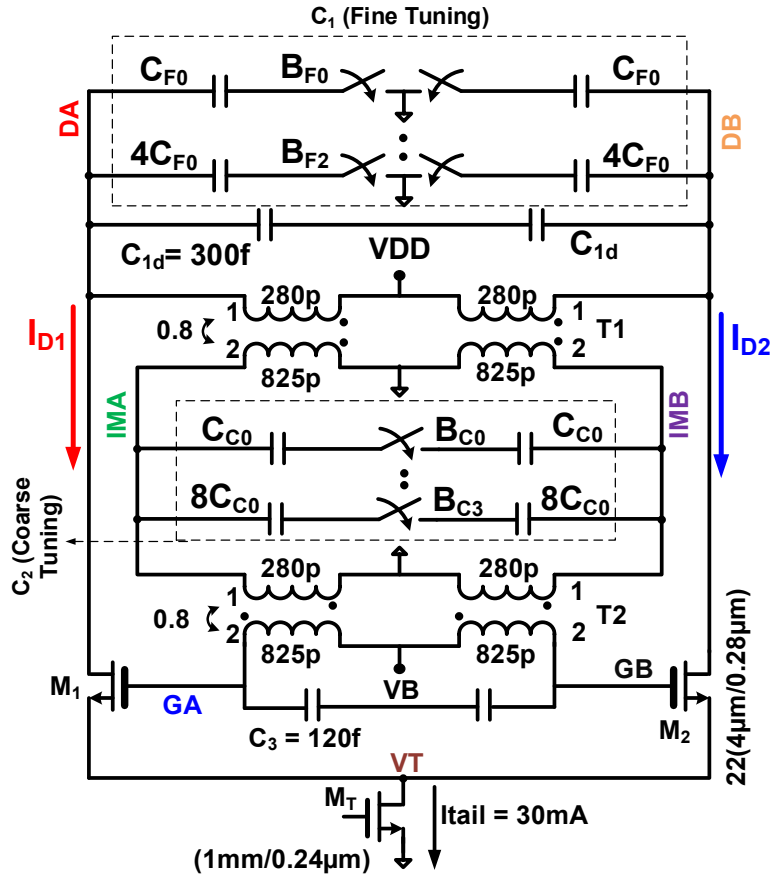 C1 (Fine Tuning)
CF0 BF0 CF0
DA DB
4CF0 BF2 4CF0
C1d= 300f C1d
VDD
280p 280p
1 1
0.8 T1
2 2
825p 825p
ID1 ID2
IMA IMB
CC0 BC0 CC0
8CC0 BC3 8CC0
C2 (Coarse
Tuning)
280p 280p
1 1
0.8 T2
2 2
825p 825p
VB
M1 GA GB M2
C3 = 120f
22(4µm/0.28µm)
VT
MT Itail = 30mA
(1mm/0.24µm)